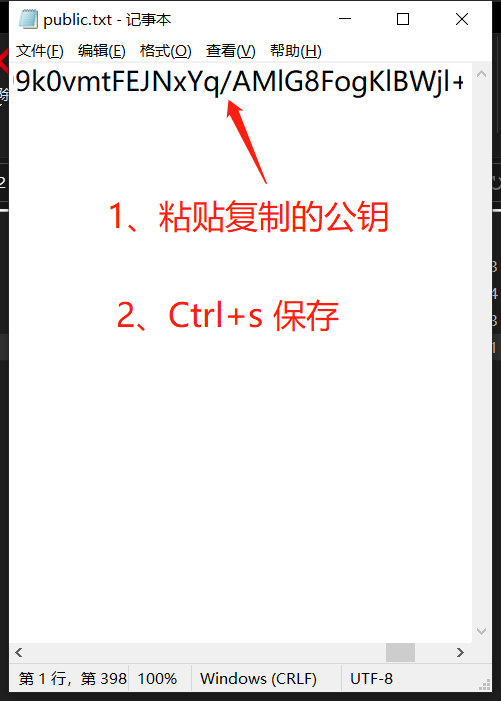 public.txt - 记事本
文件(F) 编辑(E) 格式(O) 查看(V) 帮助(H)
9k0vmtFEJNxYq/AMlG8FogKlBWjl+
1、粘贴复制的公钥
2、Ctrl+s 保存
第 1 行，第 398 100% Windows (CRLF) UTF-8